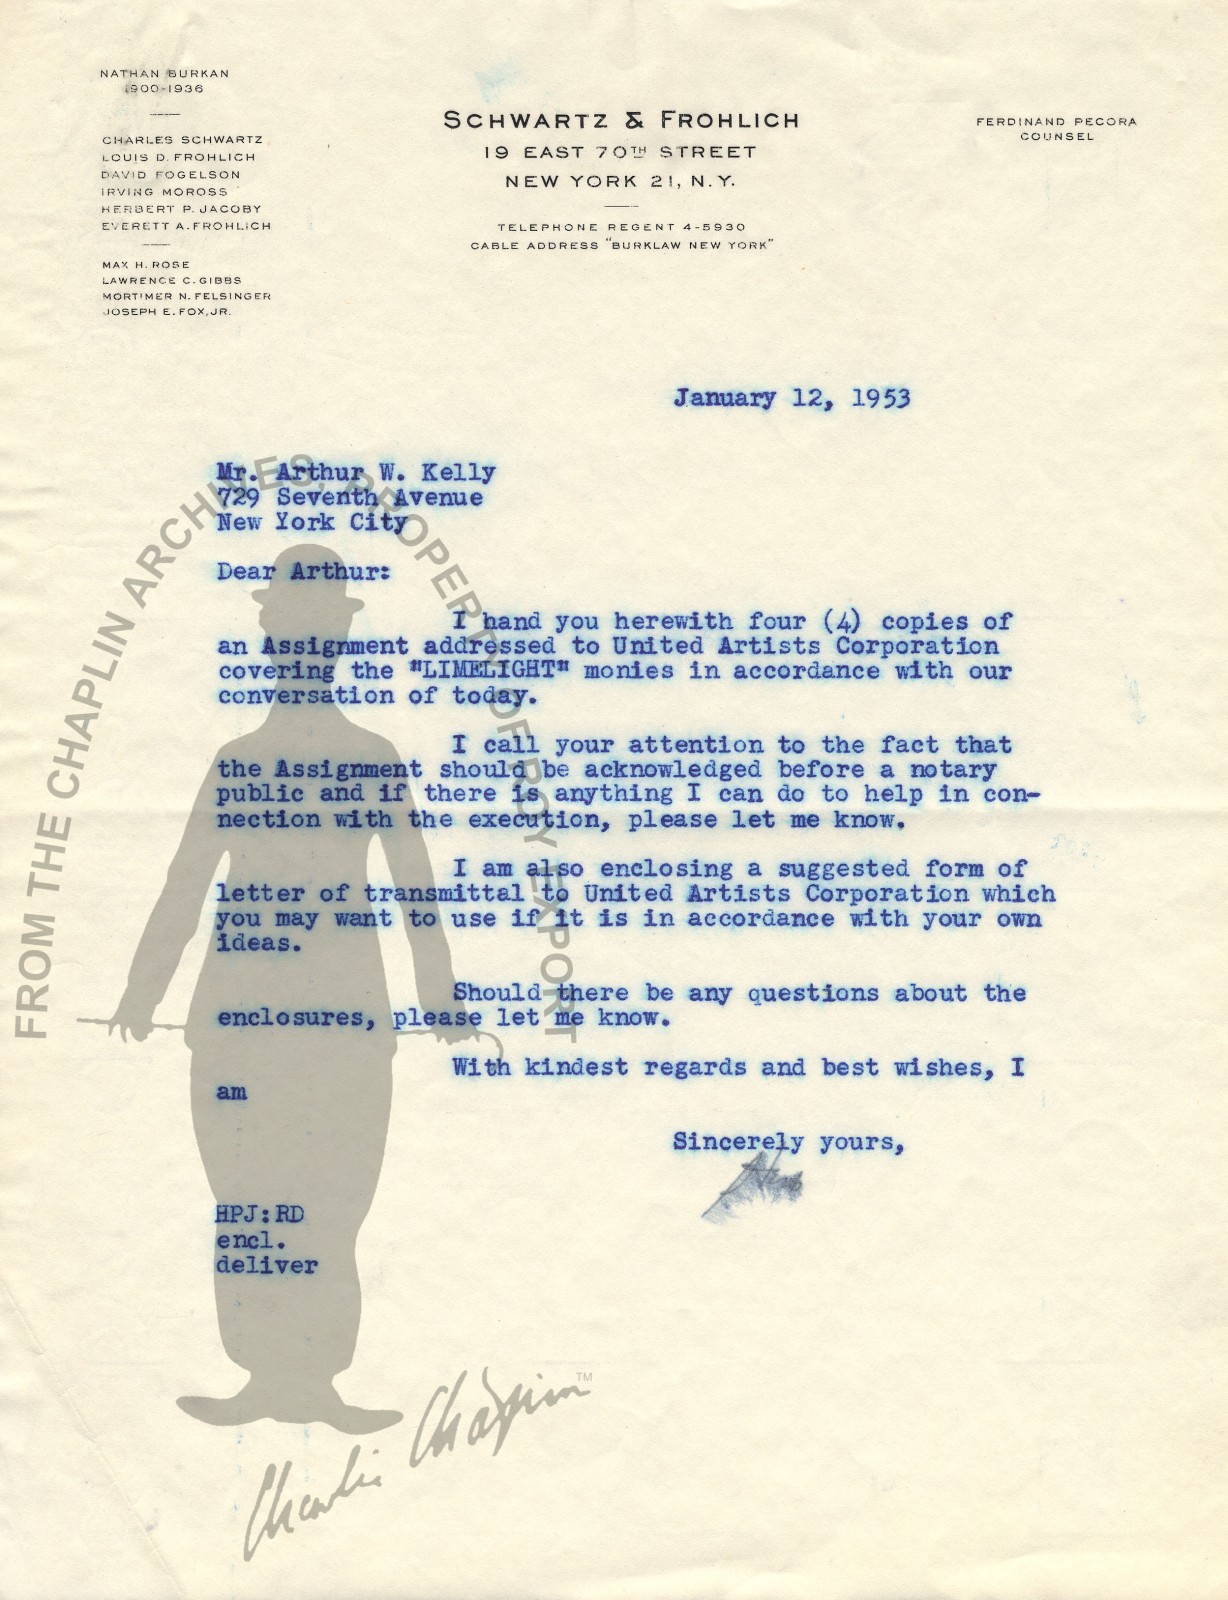 NATHAN BURKAN
1900-1936
CHARLES SCHWARTZ
LOUIS D. FROHLICH
DAVID FOGELSON
IRVING MOROSS
HERBERT P. JACOBY
EVERETT A. FROHLICH
MAX H. ROSE
LAWRENCE C. GIBBS
MORTIMER N. FELSINGER
JOSEPH E. FOX, JR.
SCHWARTZ & FROHLICH
19 EAST 70TH STREET
NEW YORK 21, N.Y.
TELEPHONE REGENT 4-5930
CABLE ADDRESS "BURKLAW NEW YORK"
FERDINAND PECORA
COUNSEL
January 12, 1953
Mr. Arthur W. Kelly
729 Seventh Avenue
New York City
Dear Arthur:
I hand you herewith four (4) copies of
an Assignment addressed to United Artists Corporation
covering the "LIMELIGHT" monies in accordance with our
conversation of today.
I call your attention to the fact that
the Assignment should be acknowledged before a notary
public and if there is anything I can do to help in con-
nection with the execution, please let me know.
I am also enclosing a suggested form of
letter of transmittal to United Artists Corporation which
you may want to use if it is in accordance with your own
ideas.
Should there be any questions about the
enclosures, please let me know.
With kindest regards and best wishes, I
am
Sincerely yours,
HPJ:RD
encl.
deliver
FROM THE CHAPLIN ARCHIVES, PROPERTY OF ROY EXPORT
Charlie Chaplin TM